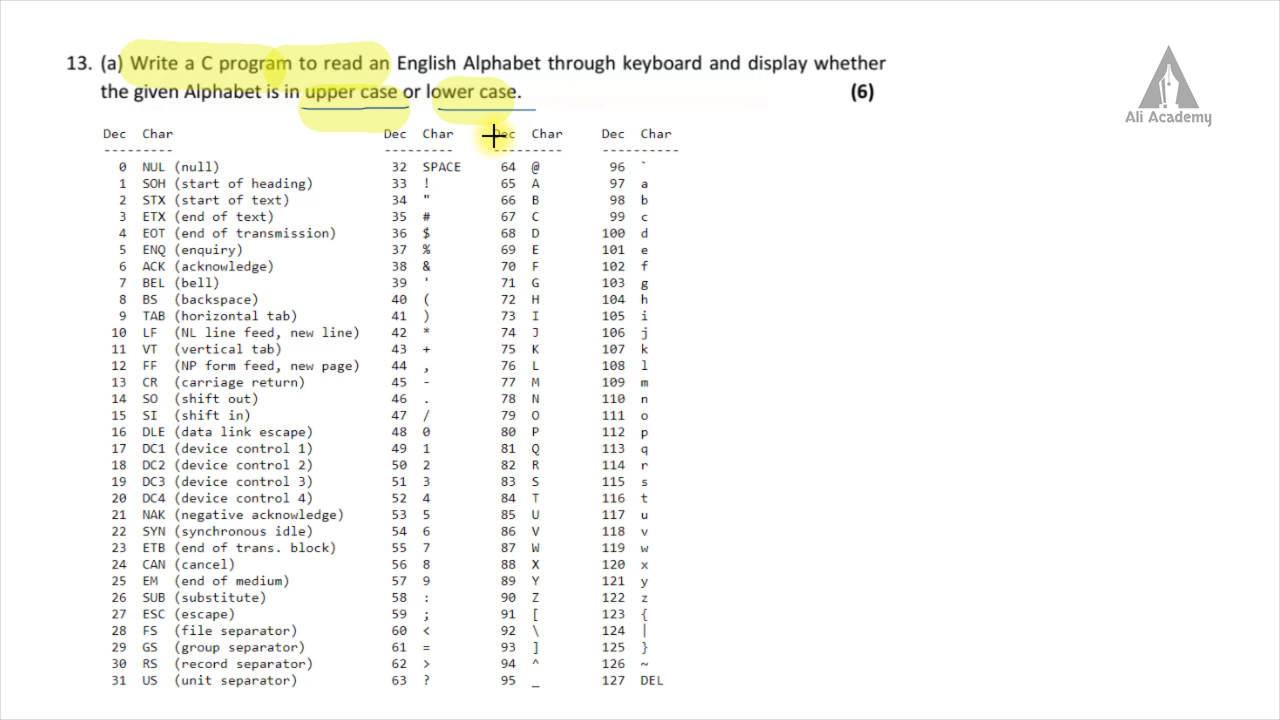 13. (a) Write a C program to read an English Alphabet through keyboard and display whether
the given Alphabet is in upper case or lower case. (6)
Ali Academy
Dec Char Dec Char Dec Char Dec Char
--------- --------- --------- ----------
0 NUL (null) 32 SPACE 64 @ 96 `
1 SOH (start of heading) 33 ! 65 A 97 a
2 STX (start of text) 34 " 66 B 98 b
3 ETX (end of text) 35 # 67 C 99 c
4 EOT (end of transmission) 36 $ 68 D 100 d
5 ENQ (enquiry) 37 % 69 E 101 e
6 ACK (acknowledge) 38 & 70 F 102 f
7 BEL (bell) 39 ' 71 G 103 g
8 BS (backspace) 40 ( 72 H 104 h
9 TAB (horizontal tab) 41 ) 73 I 105 i
10 LF (NL line feed, new line) 42 * 74 J 106 j
11 VT (vertical tab) 43 + 75 K 107 k
12 FF (NP form feed, new page) 44 , 76 L 108 l
13 CR (carriage return) 45 - 77 M 109 m
14 SO (shift out) 46 . 78 N 110 n
15 SI (shift in) 47 / 79 O 111 o
16 DLE (data link escape) 48 0 80 P 112 p
17 DC1 (device control 1) 49 1 81 Q 113 q
18 DC2 (device control 2) 50 2 82 R 114 r
19 DC3 (device control 3) 51 3 83 S 115 s
20 DC4 (device control 4) 52 4 84 T 116 t
21 NAK (negative acknowledge) 53 5 85 U 117 u
22 SYN (synchronous idle) 54 6 86 V 118 v
23 ETB (end of trans. block) 55 7 87 W 119 w
24 CAN (cancel) 56 8 88 X 120 x
25 EM (end of medium) 57 9 89 Y 121 y
26 SUB (substitute) 58 : 90 Z 122 z
27 ESC (escape) 59 ; 91 [ 123 {
28 FS (file separator) 60 < 92 \ 124 |
29 GS (group separator) 61 = 93 ] 125 }
30 RS (record separator) 62 > 94 ^ 126 ~
31 US (unit separator) 63 ? 95 _ 127 DEL